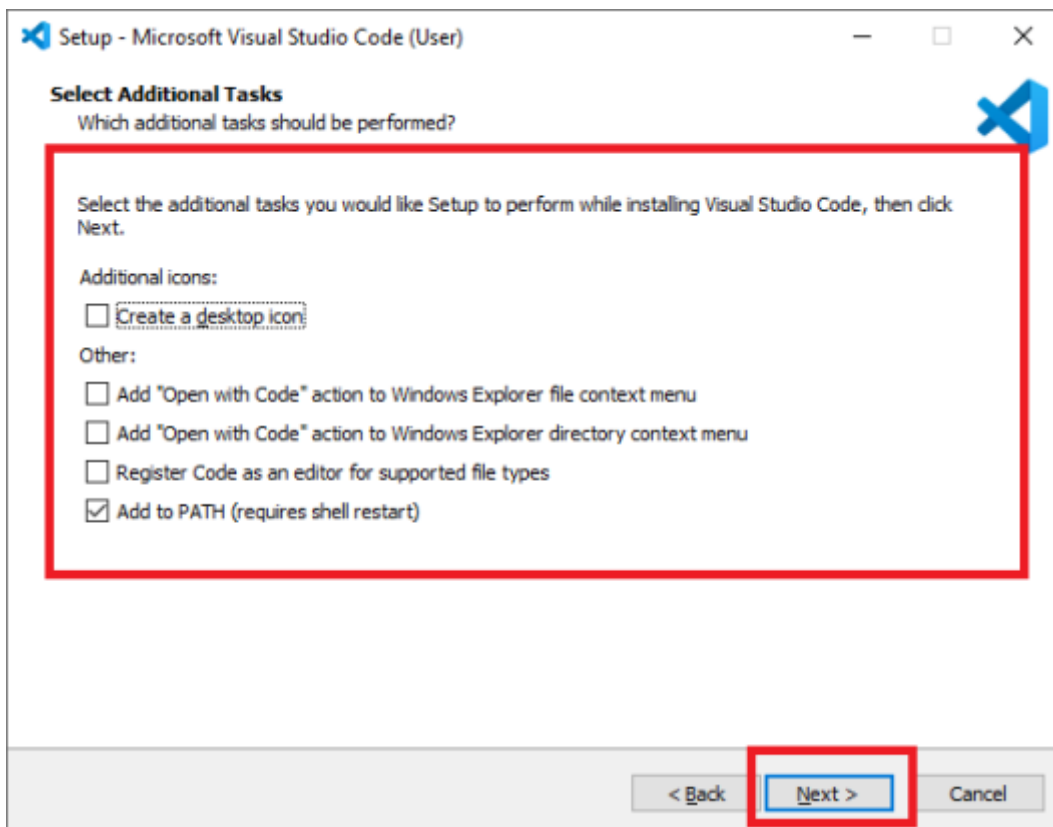 Setup - Microsoft Visual Studio Code (User)
Select Additional Tasks
Which additional tasks should be performed?
Select the additional tasks you would like Setup to perform while installing Visual Studio Code, then click
Next.
Additional icons:
Create a desktop icon
Other:
Add "Open with Code" action to Windows Explorer file context menu
Add "Open with Code" action to Windows Explorer directory context menu
Register Code as an editor for supported file types
Add to PATH (requires shell restart)
< Back
Next >
Cancel